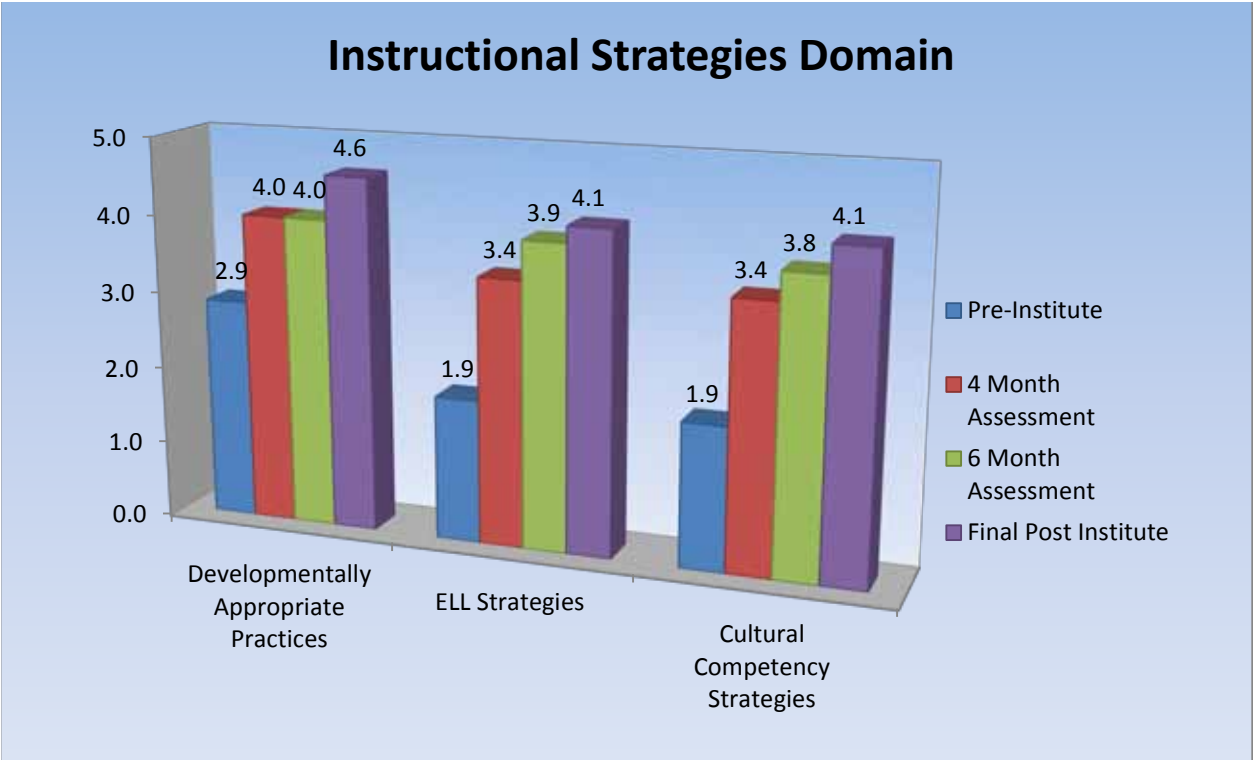 Instructional Strategies Domain
5.0
4.0
3.0
2.0
1.0
0.0
2.9
4.0
4.0
4.6
1.9
3.4
3.9
4.1
1.9
3.4
3.8
4.1
Developmentally
Appropriate
Practices
ELL Strategies
Cultural
Competency
Strategies
Pre-Institute
4 Month
Assessment
6 Month
Assessment
Final Post Institute